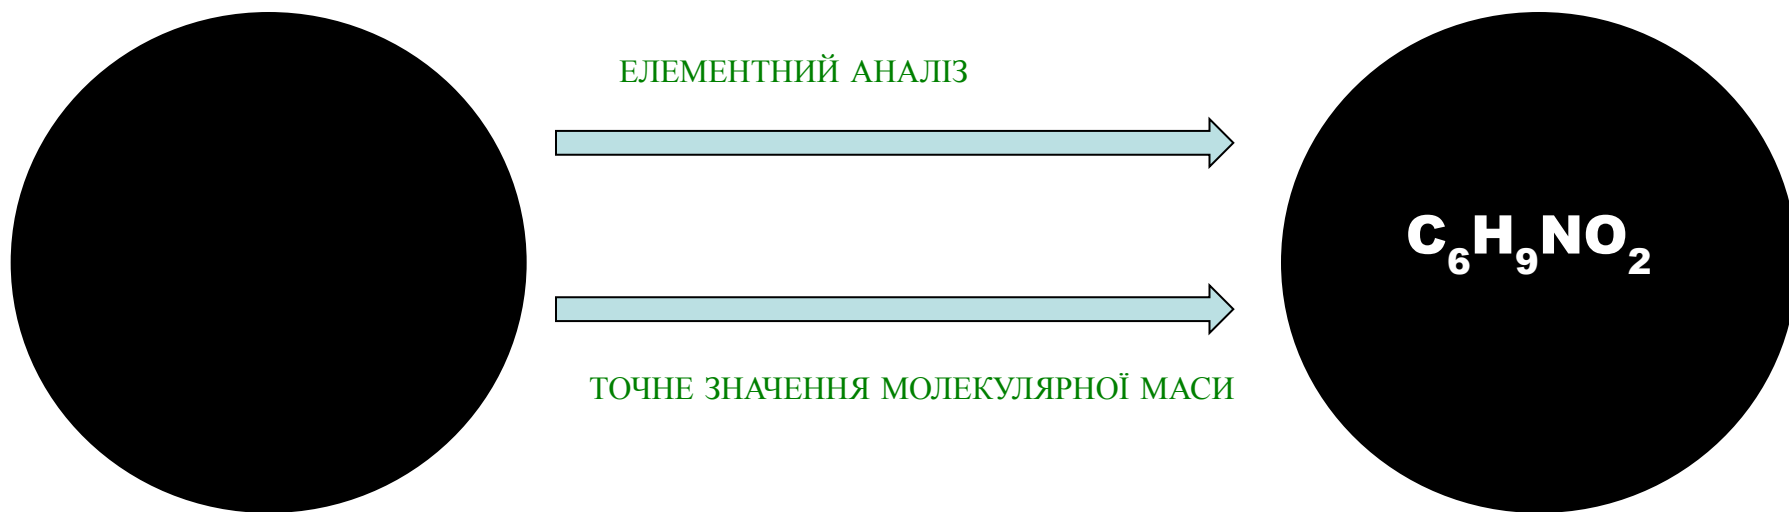 ЕЛЕМЕНТНИЙ АНАЛІЗ
C₆H₉NO₂
ТОЧНЕ ЗНАЧЕННЯ МОЛЕКУЛЯРНОЇ МАСИ